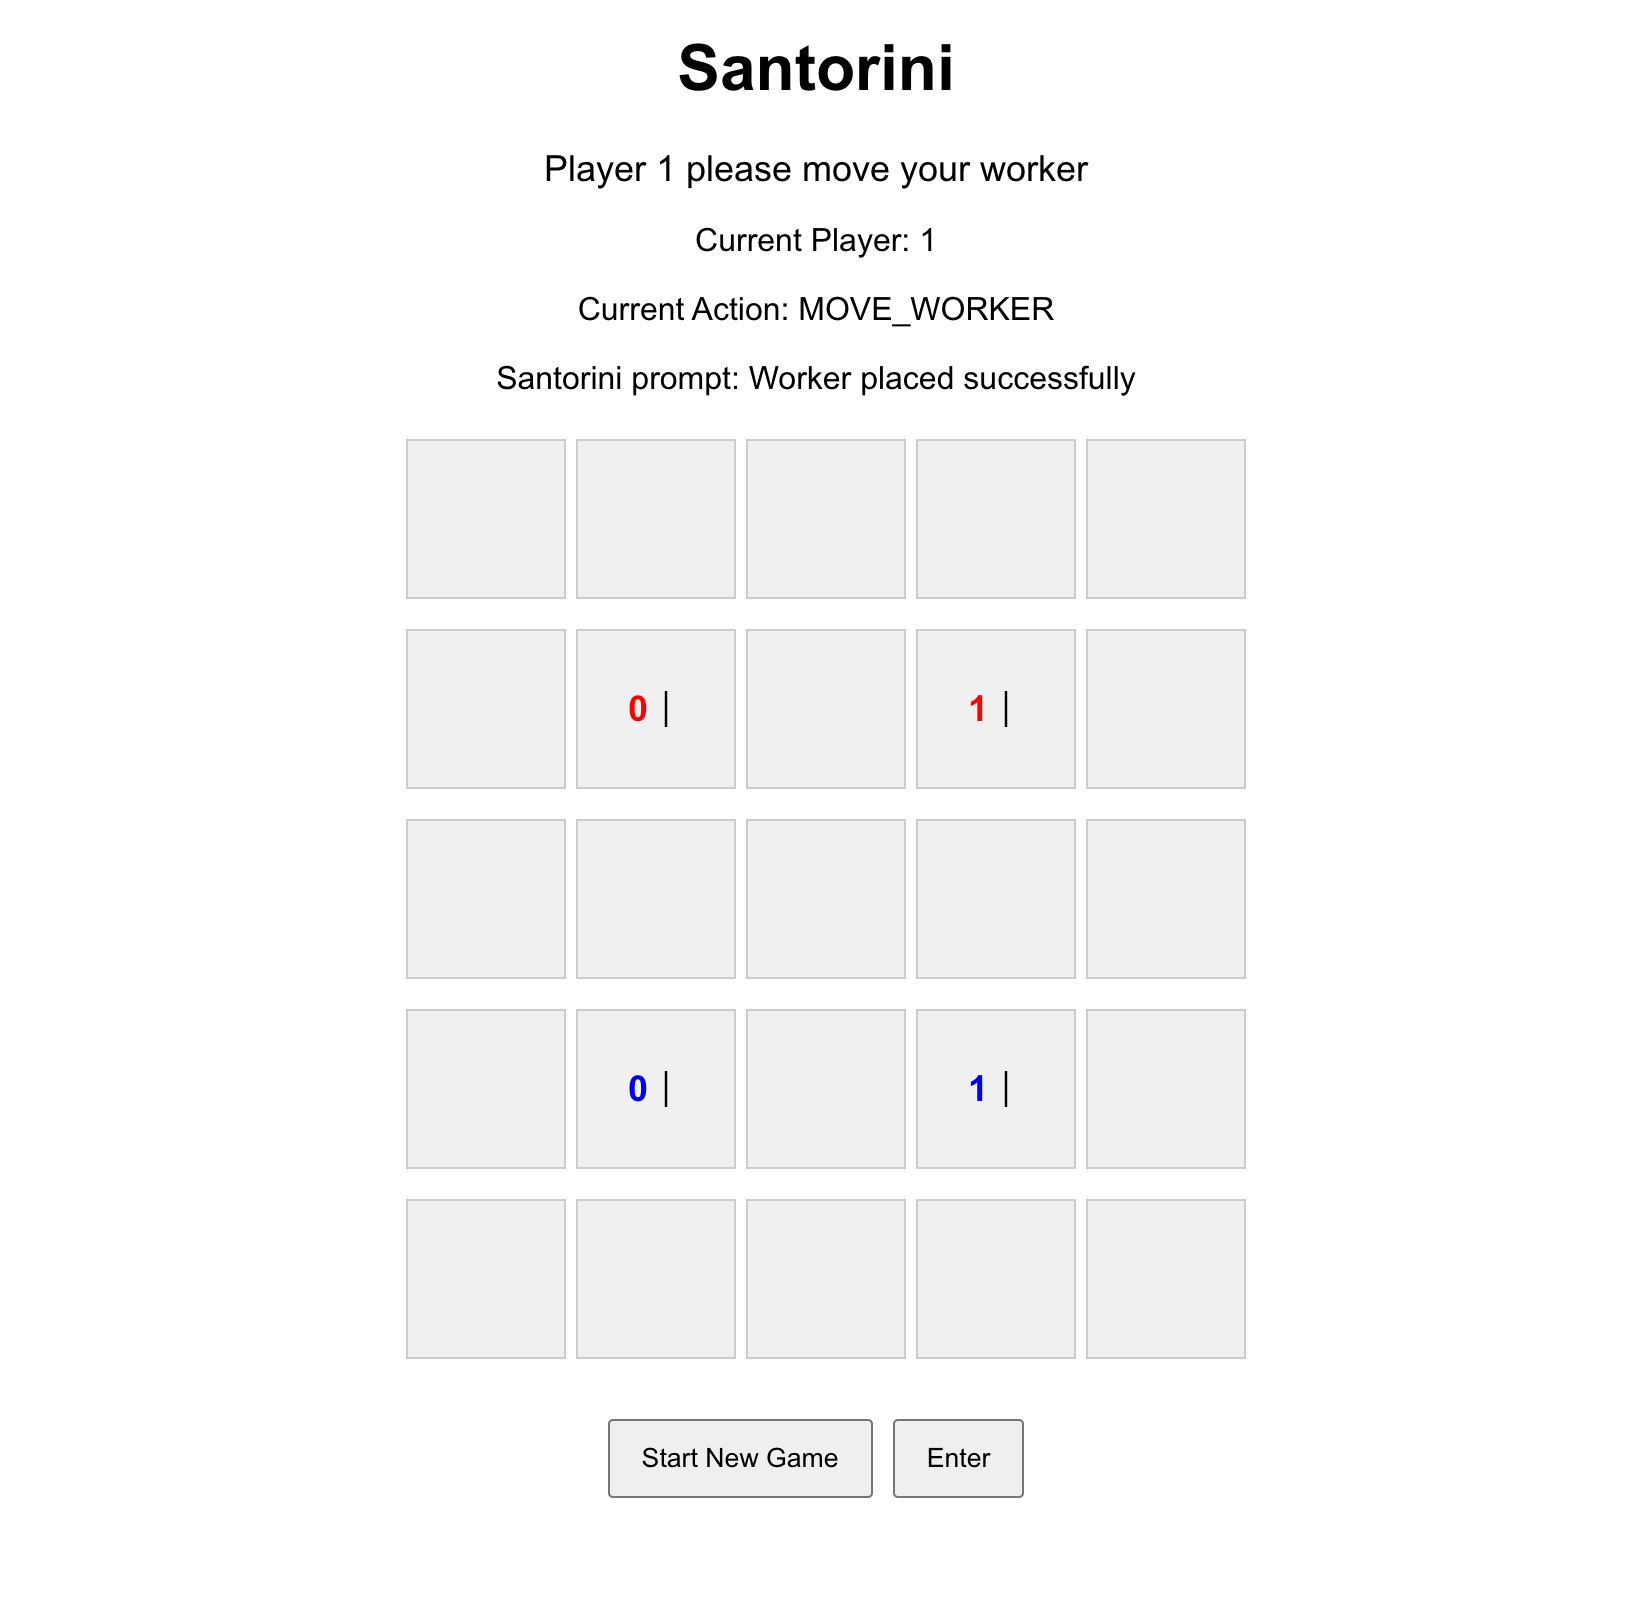 Santorini
Player 1 please move your worker
Current Player: 1
Current Action: MOVE_WORKER
Santorini prompt: Worker placed successfully
0 | 1 |
0 | 1 |
Start New Game Enter